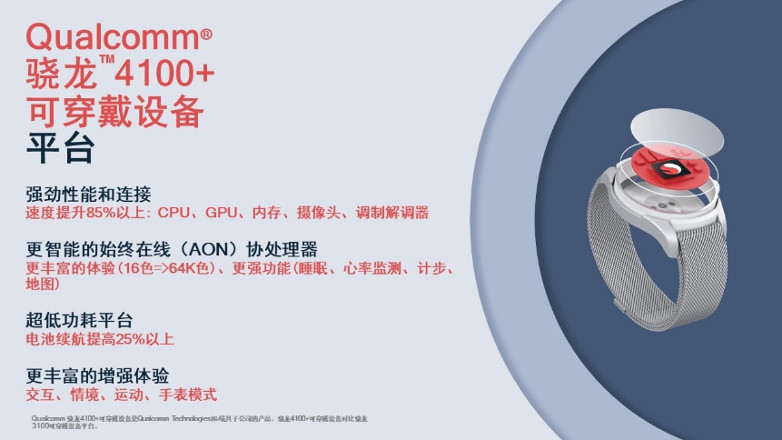 Qualcomm®
骁龙™4100+
可穿戴设备
平台
强劲性能和连接
速度提升85%以上：CPU、GPU、内存、摄像头、调制解调器
更智能的始终在线（AON）协处理器
更丰富的体验(16色=>64K色)、更强功能(睡眠、心率监测、计步、
地图)
超低功耗平台
电池续航提高25%以上
更丰富的增强体验
交互、情境、运动、手表模式
Qualcomm 骁龙4100+可穿戴设备是Qualcomm Technologies和/或其子公司的产品。骁龙4100+可穿戴设备对比骁龙
3100可穿戴设备平台。